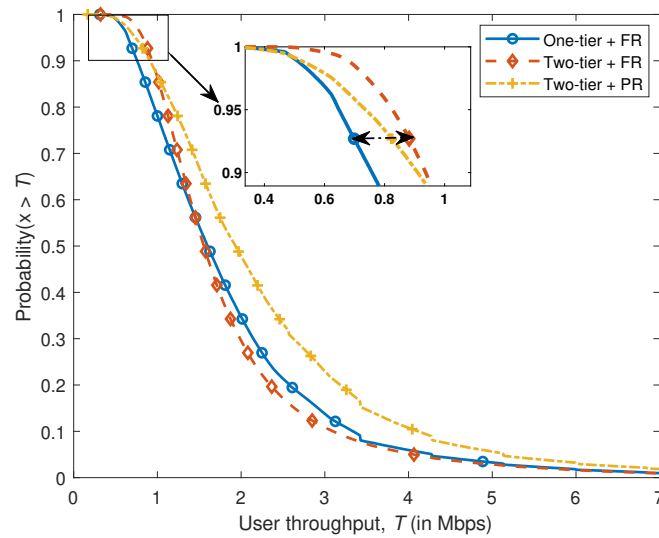 One-tier + FR
Two-tier + FR
Two-tier + PR
1
0.9
0.8
0.7
0.6
0.5
0.4
0.3
0.2
0.1
0
Probability(x > T)
1
0.95
0.9
0.4 0.6 0.8 1
0 1 2 3 4 5 6 7
User throughput, T (in Mbps)